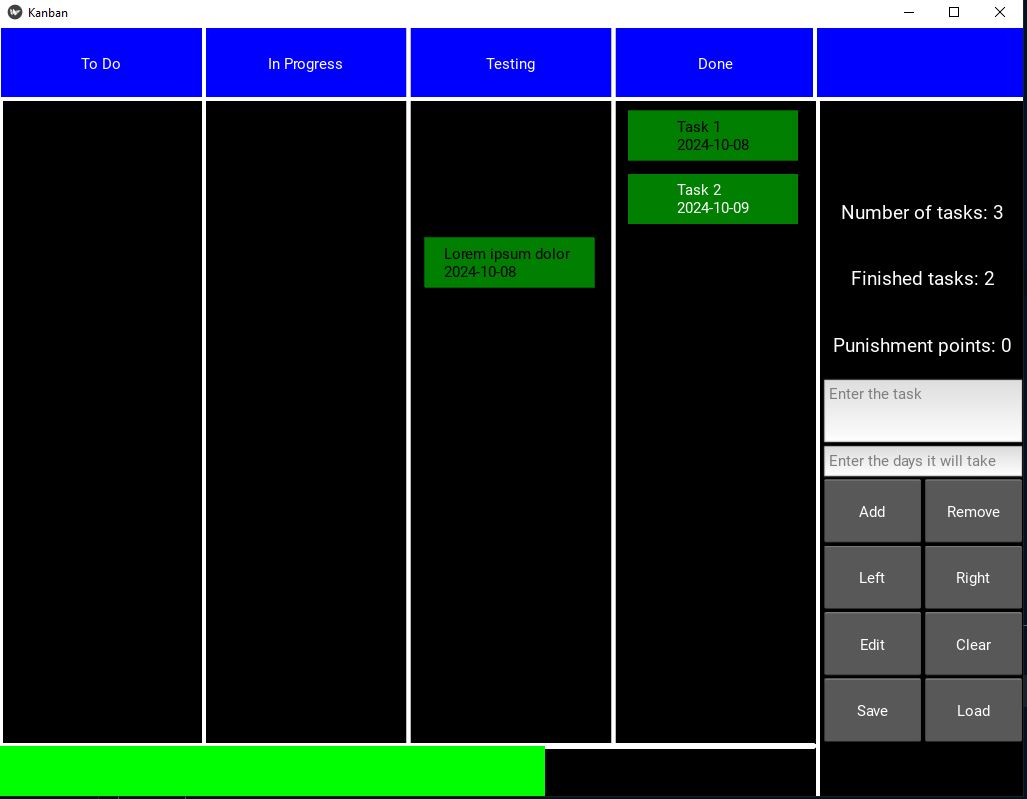 Kanban
To Do
In Progress
Testing
Done
Task 1
2024-10-08
Task 2
2024-10-09
Lorem ipsum dolor
2024-10-08
Number of tasks: 3
Finished tasks: 2
Punishment points: 0
Enter the task
Enter the days it will take
Add
Remove
Left
Right
Edit
Clear
Save
Load